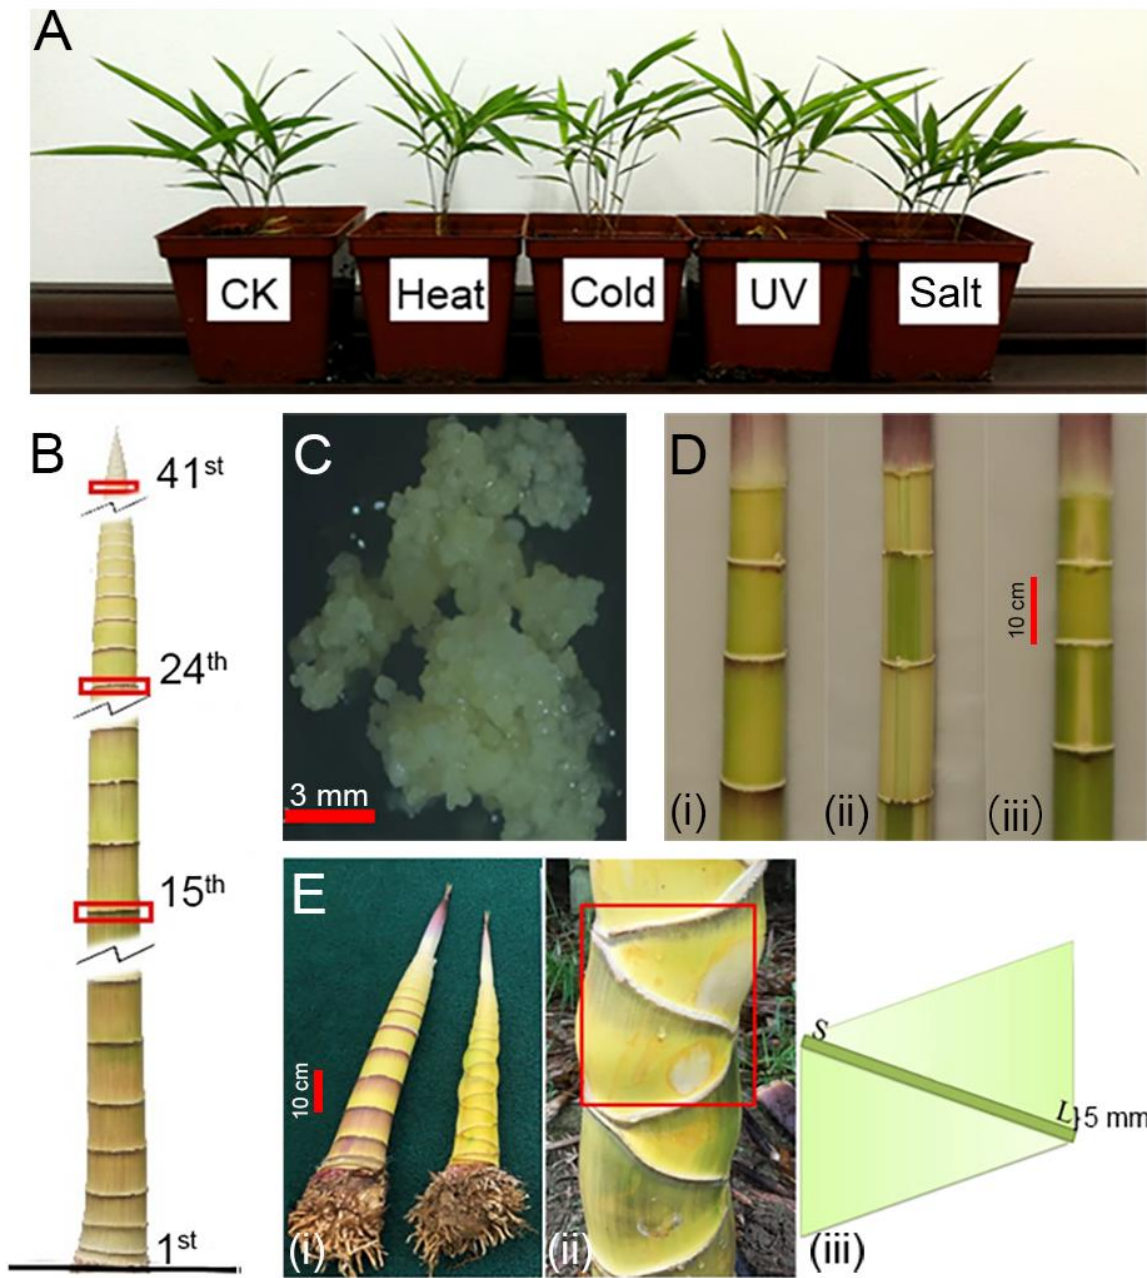 A
CK
Heat
Cold
UV
Salt
B
41st
24th
15th
1st
C
3 mm
D
10 cm
(i)
(ii)
(iii)
E
10 cm
(i)
(ii)
S
L}5 mm
(iii)